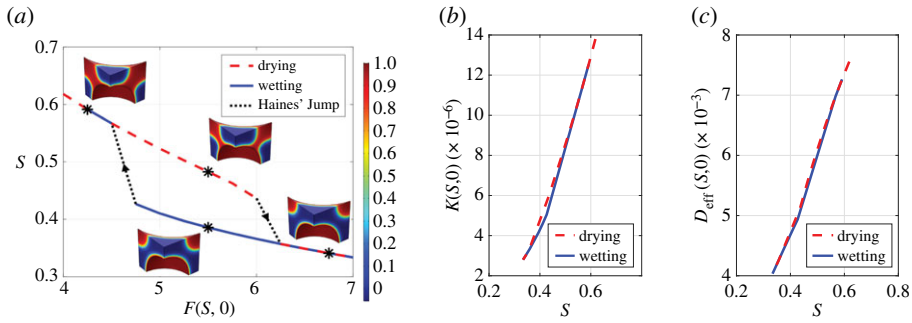 (a)
0.7
0.6
0.5
0.4
0.3
S
4
5
6
7
F(S, 0)
drying
wetting
Haines' Jump
1.0
0.9
0.8
0.7
0.6
0.5
0.4
0.3
0.2
0.1
0
(b)
14
12
10
8
6
4
2
K(S,0) (× 10⁻⁶)
0.2
0.4
0.6
S
drying
wetting
(c)
8
7
6
5
4
D_eff (S,0) (× 10⁻³)
0.2
0.4
0.6
0.8
S
drying
wetting